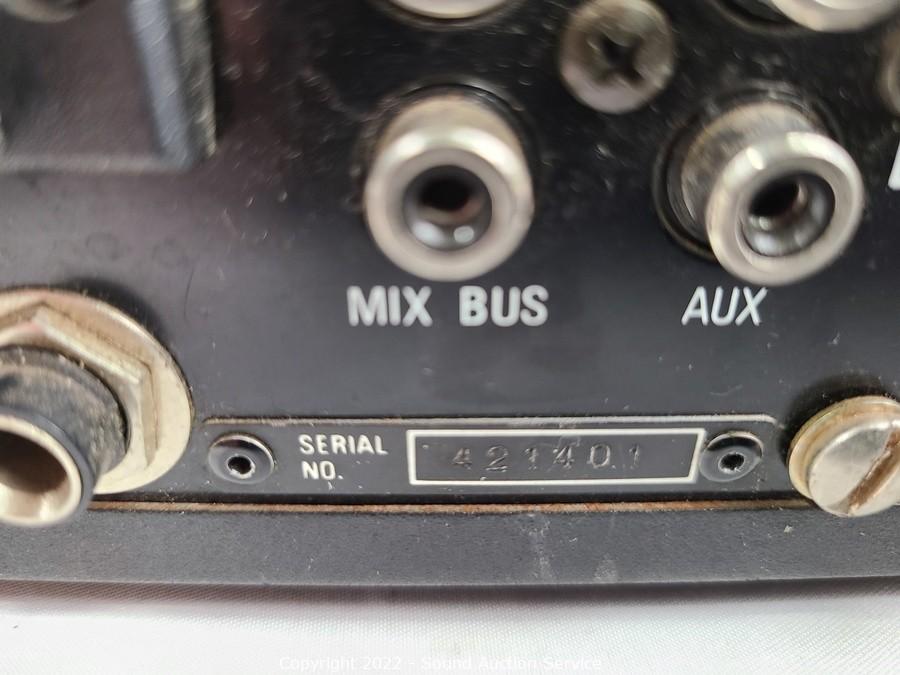 MIX BUS
AUX
SERIAL
NO.
421401
Copyright 2022 - Sound Auction Service